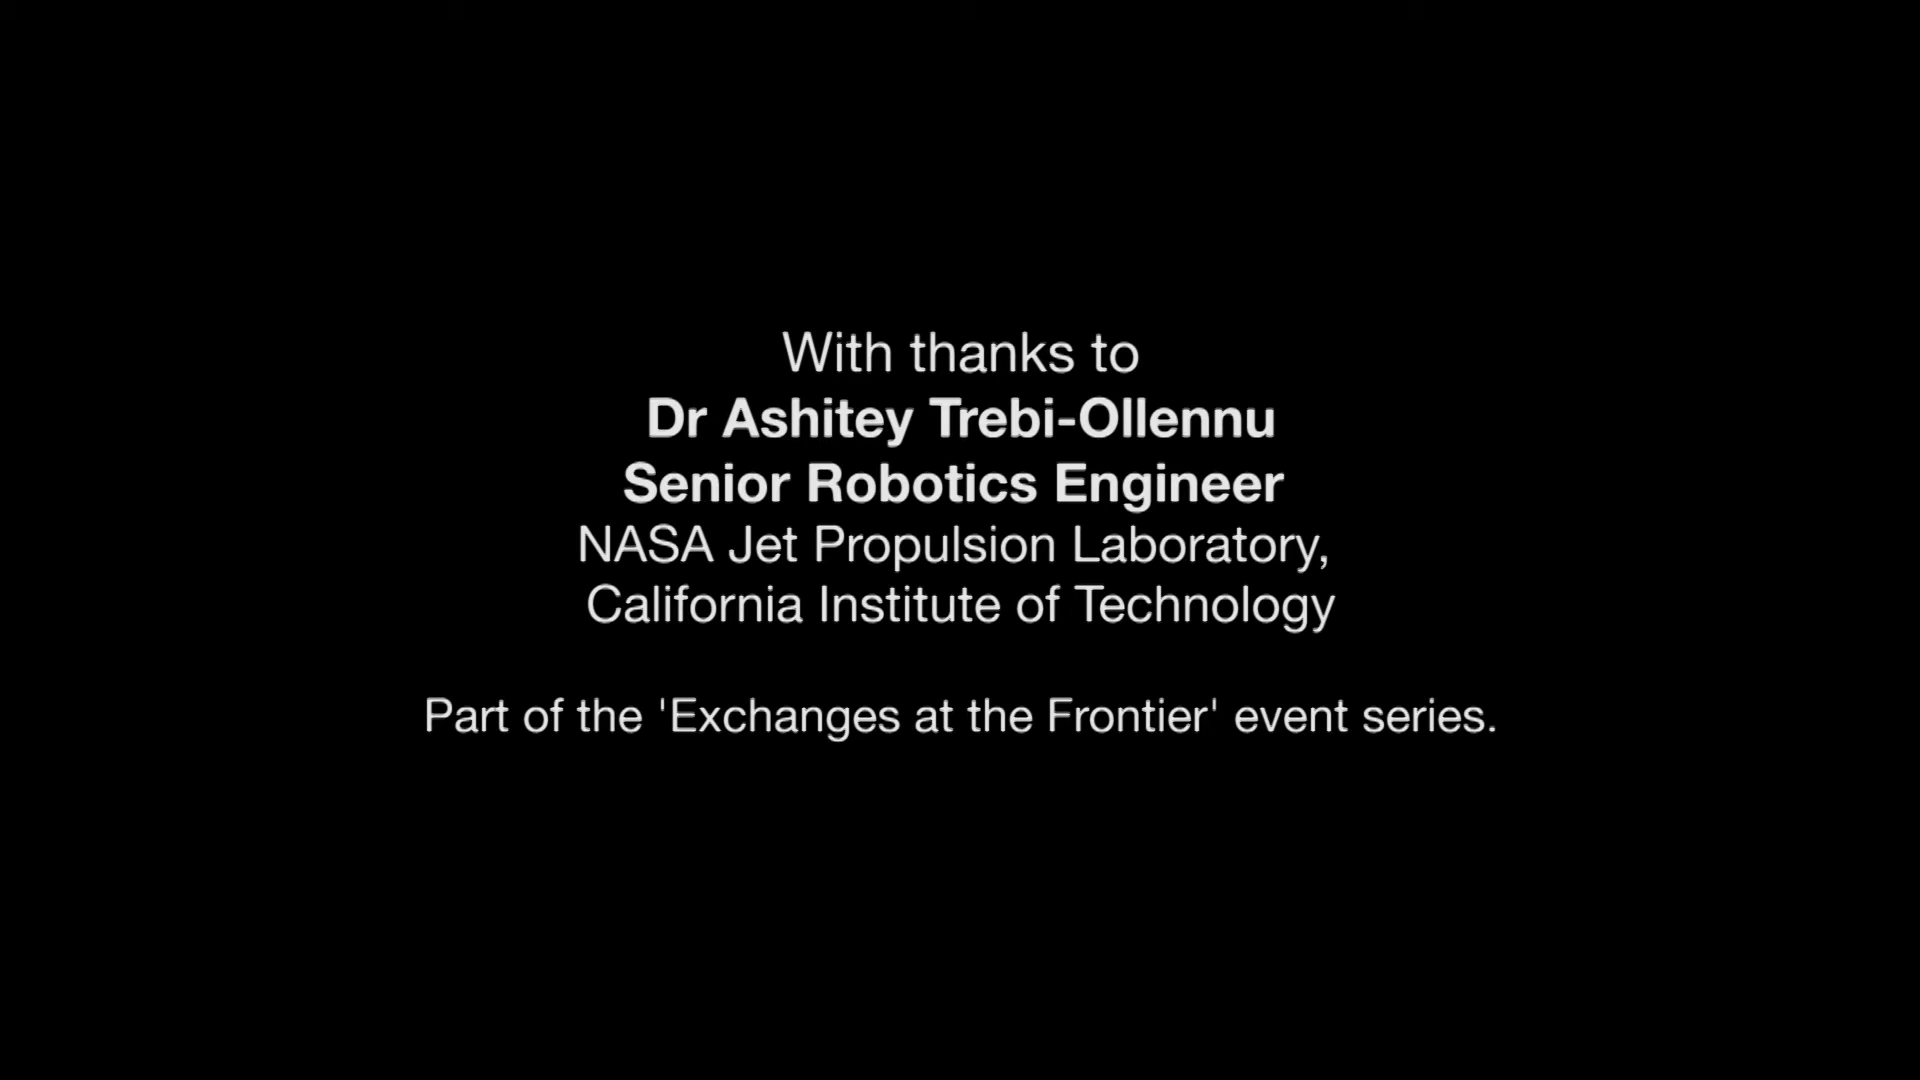 With thanks to
Dr Ashitey Trebi-Ollennu
Senior Robotics Engineer
NASA Jet Propulsion Laboratory,
California Institute of Technology
Part of the 'Exchanges at the Frontier' event series.